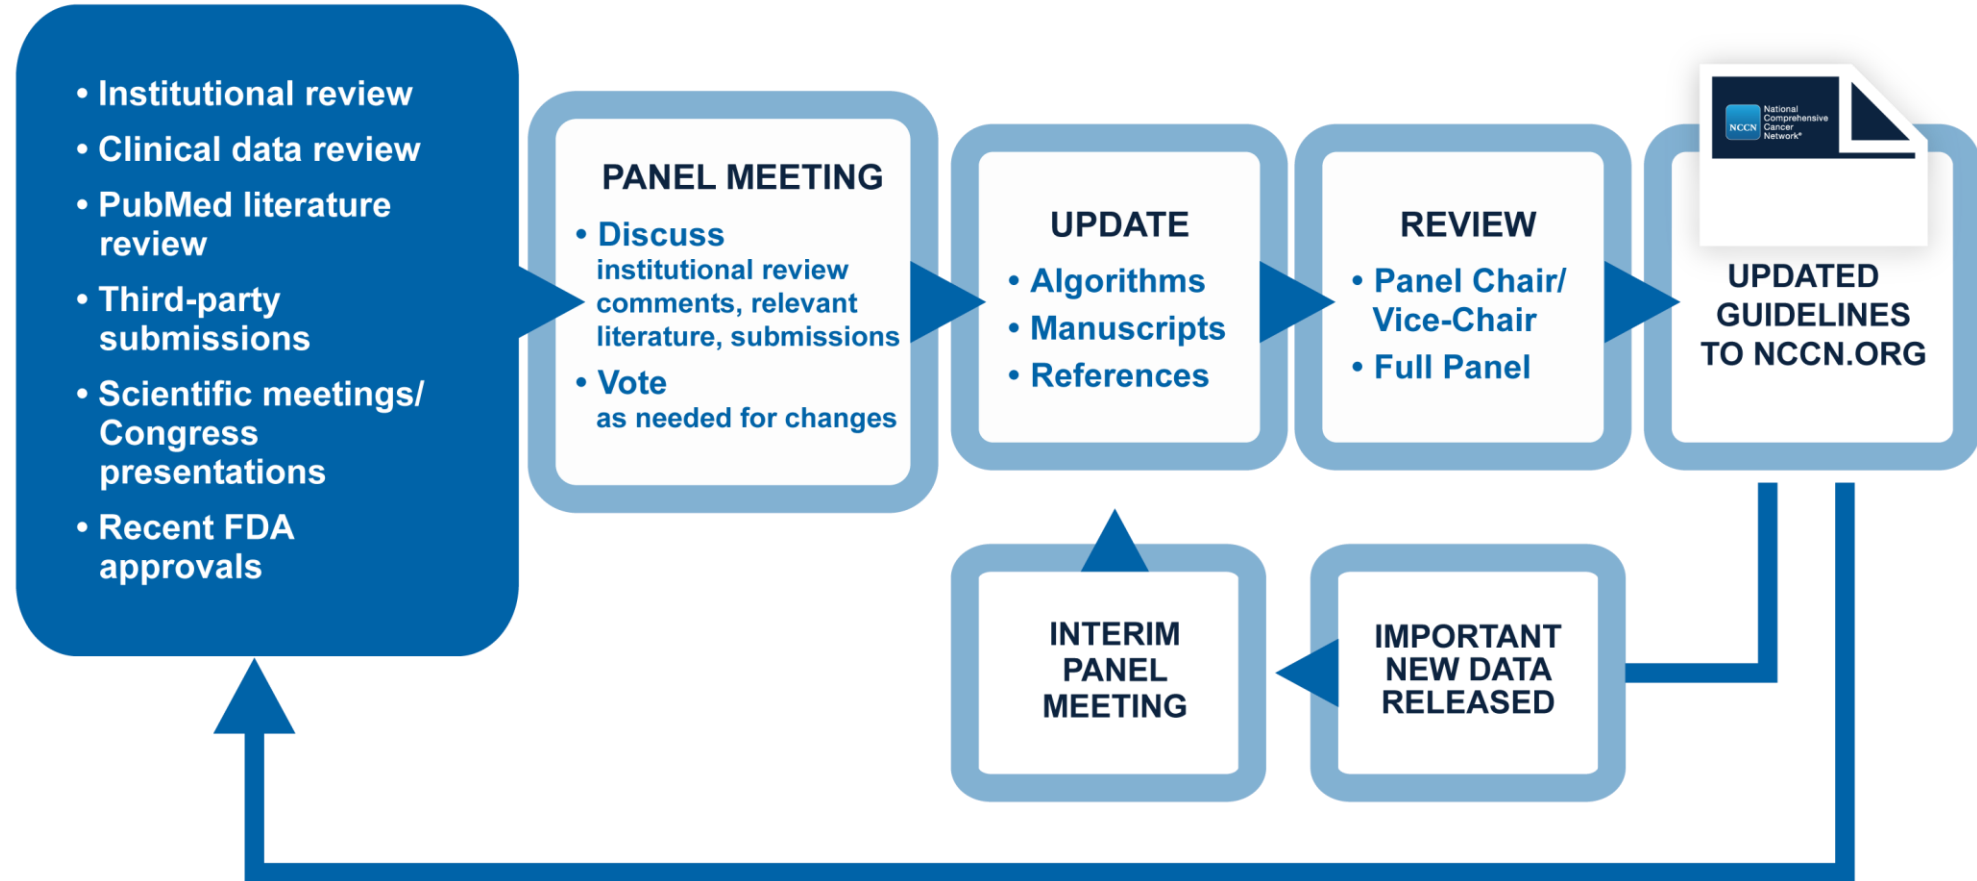 • Institutional review
• Clinical data review
• PubMed literature
review
• Third-party
submissions
• Scientific meetings/
Congress
presentations
• Recent FDA
approvals
PANEL MEETING
• Discuss
institutional review
comments, relevant
literature, submissions
• Vote
as needed for changes
UPDATE
• Algorithms
• Manuscripts
• References
REVIEW
• Panel Chair/
Vice-Chair
• Full Panel
NCCN
National
Comprehensive
Cancer
Network®
UPDATED
GUIDELINES
TO NCCN.ORG
INTERIM
PANEL
MEETING
IMPORTANT
NEW DATA
RELEASED